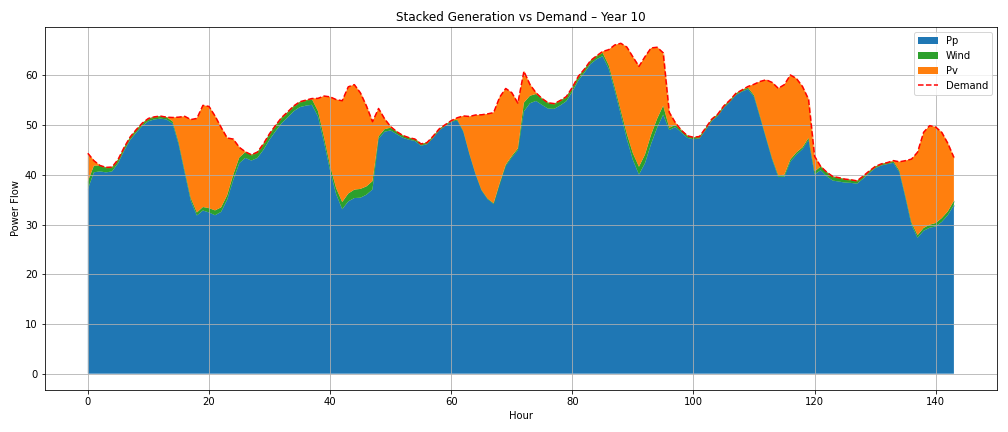 Stacked Generation vs Demand – Year 10
Pp
Wind
Pv
Demand
Power Flow
60
50
40
30
20
10
0
0 20 40 60 80 100 120 140
Hour